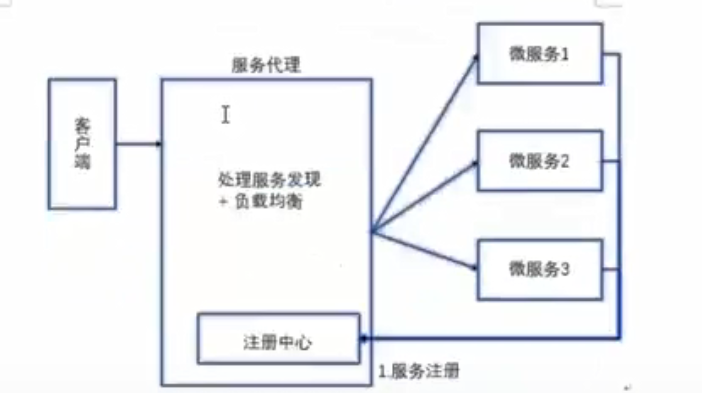 服务代理
客户端
处理服务发现
+ 负载均衡
注册中心
微服务1
微服务2
微服务3
1.服务注册